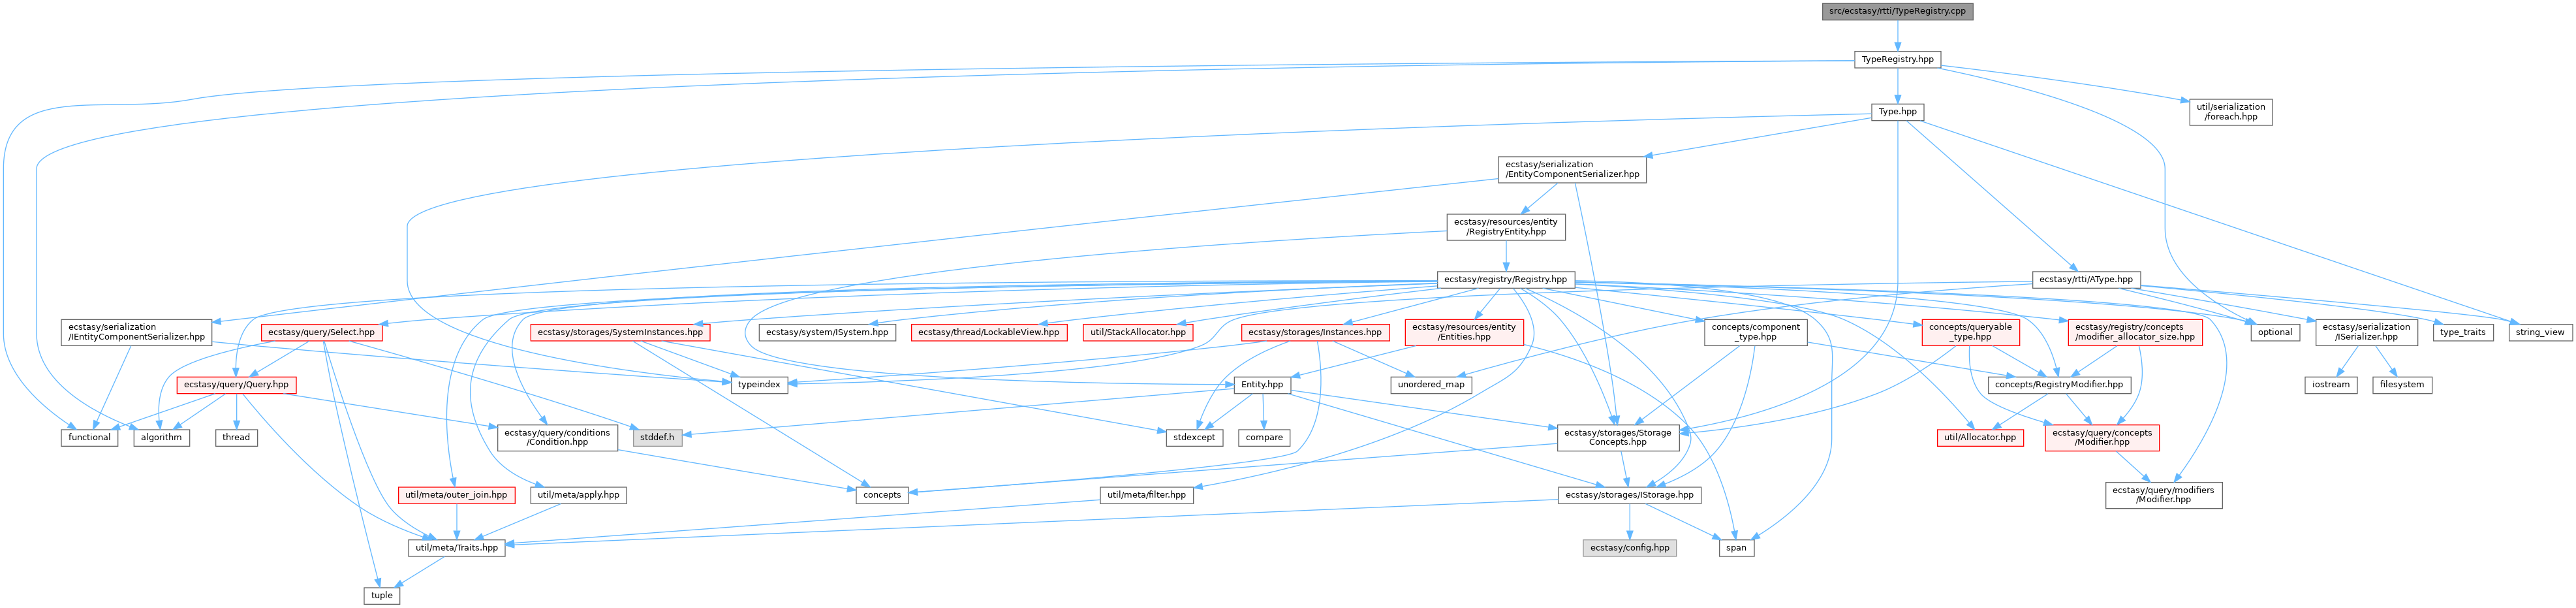 src/ecstasy/rtti/TypeRegistry.cpp
TypeRegistry.hpp
Type.hpp
util/serialization
/foreach.hpp
ecstasy/serialization
/EntityComponentSerializer.hpp
ecstasy/resources/entity
/RegistryEntity.hpp
ecstasy/registry/Registry.hpp
ecstasy/rtti/AType.hpp
ecstasy/serialization
/IEntityComponentSerializer.hpp
ecstasy/query/Select.hpp
ecstasy/storages/SystemInstances.hpp
ecstasy/system/ISystem.hpp
ecstasy/thread/LockableView.hpp
util/StackAllocator.hpp
ecstasy/storages/Instances.hpp
ecstasy/resources/entity
/Entities.hpp
concepts/component
_type.hpp
concepts/queryable
_type.hpp
ecstasy/registry/concepts
/modifier_allocator_size.hpp
optional
ecstasy/serialization
/ISerializer.hpp
type_traits
string_view
ecstasy/query/Query.hpp
typeindex
Entity.hpp
unordered_map
concepts/RegistryModifier.hpp
iostream
filesystem
functional
algorithm
thread
ecstasy/query/conditions
/Condition.hpp
stddef.h
stdexcept
compare
ecstasy/storages/Storage
Concepts.hpp
util/Allocator.hpp
ecstasy/query/concepts
/Modifier.hpp
util/meta/outer_join.hpp
util/meta/apply.hpp
concepts
util/meta/filter.hpp
ecstasy/storages/IStorage.hpp
ecstasy/query/modifiers
/Modifier.hpp
util/meta/Traits.hpp
ecstasy/config.hpp
span
tuple